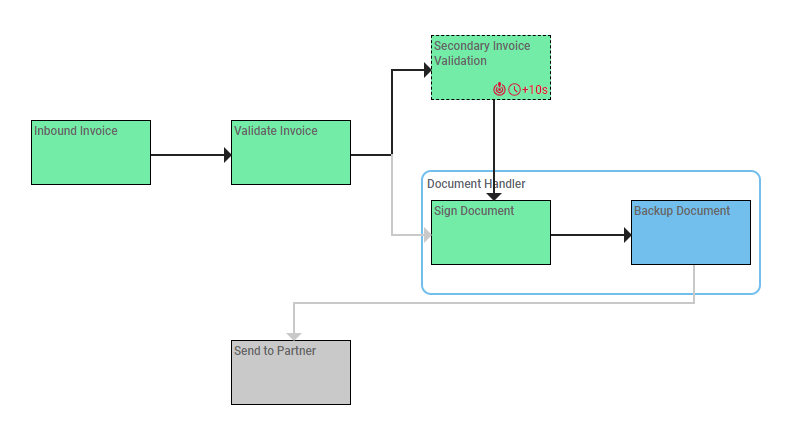 Secondary Invoice
Validation
+10s
Inbound Invoice
Validate Invoice
Document Handler
Sign Document
Backup Document
Send to Partner